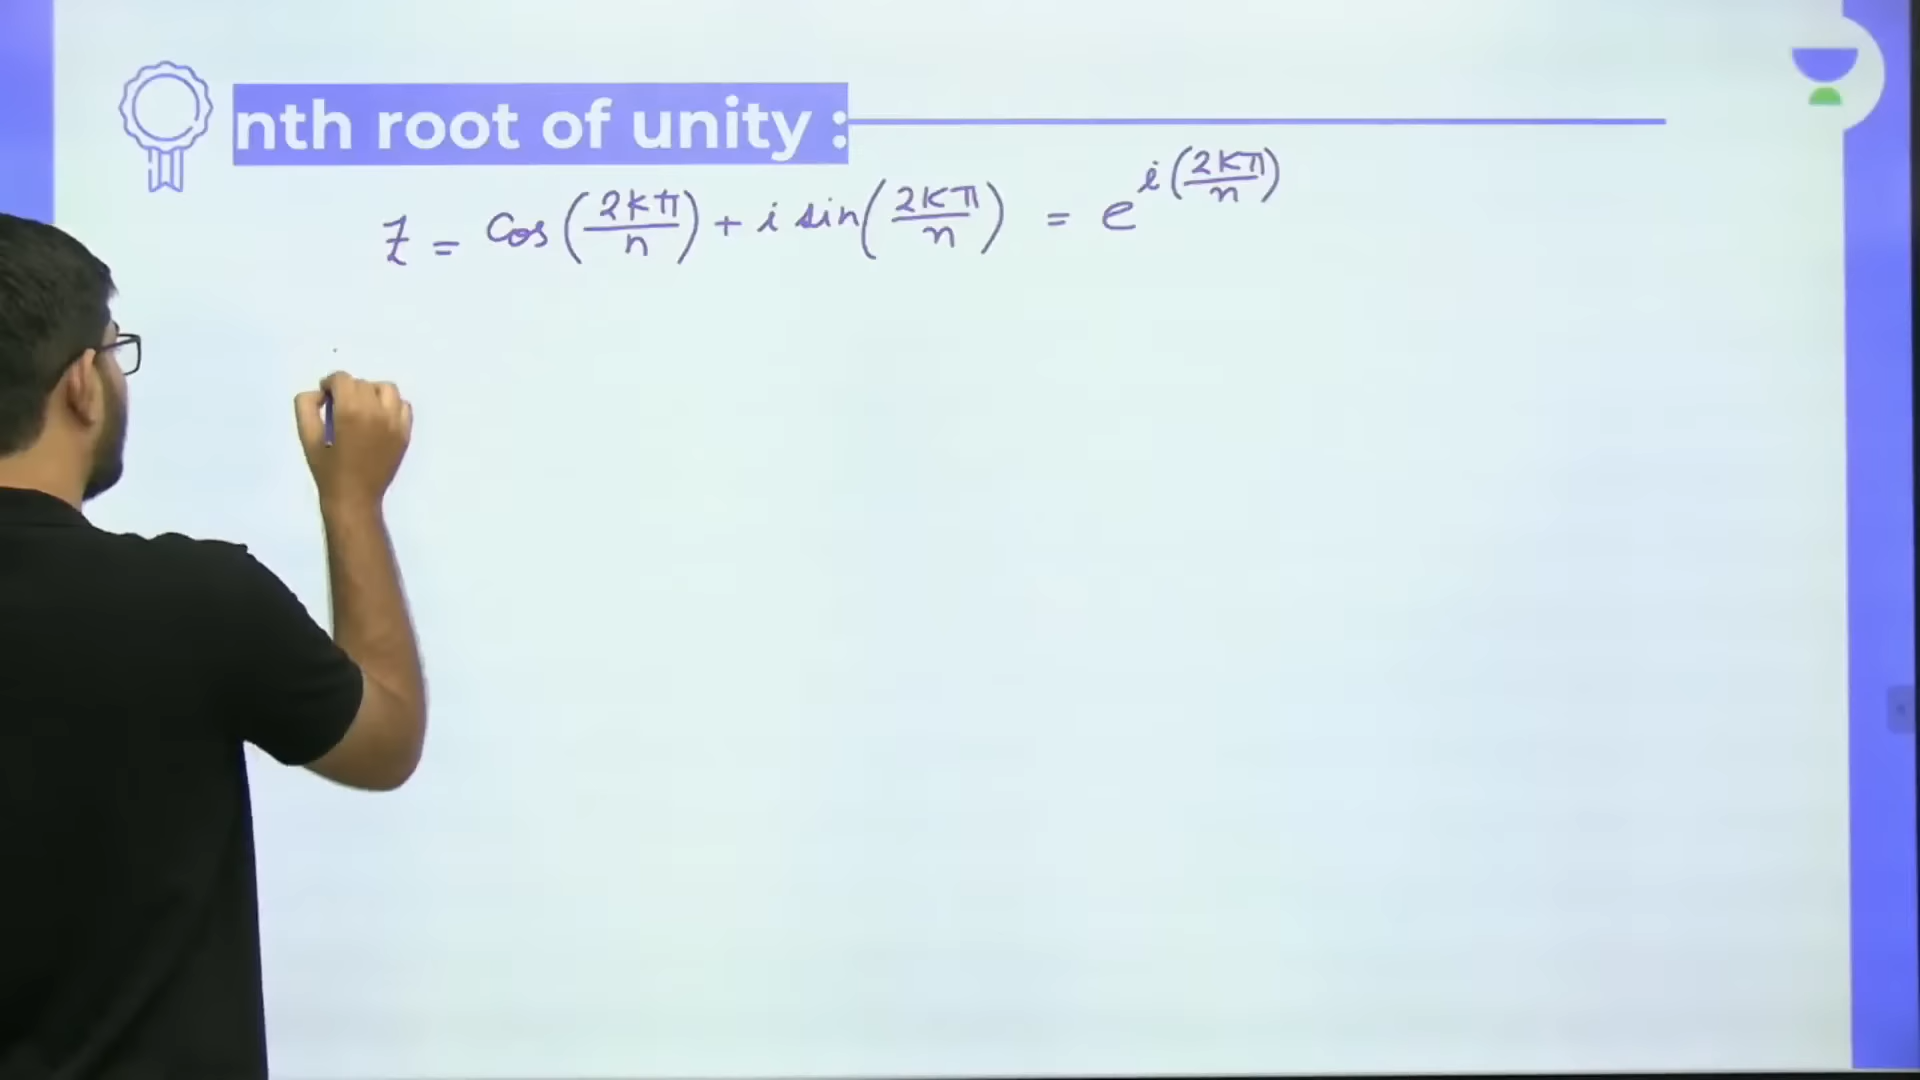 nth root of unity :
Z = Cos(2kπ/n) + i sin(2kπ/n) = e^i(2kπ/n)